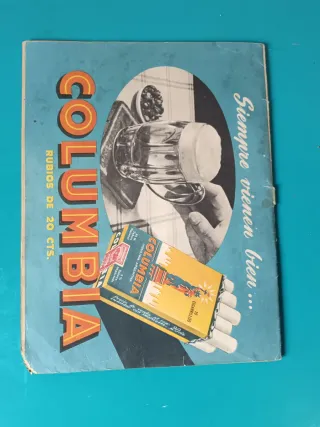 Siempre vienen bien...
COLUMBIA
RUBIOS DE 20 CTS.
COLUMBIA